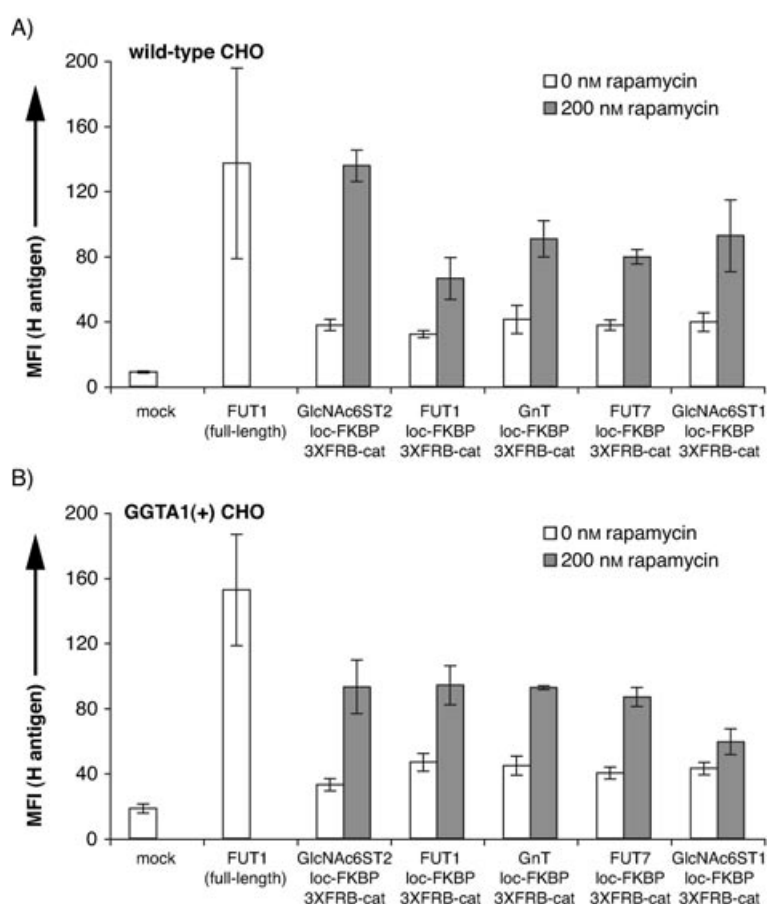 A)
wild-type CHO
200
160
120
80
40
0
MFI (H antigen)
0 nM rapamycin
200 nM rapamycin
mock
FUT1
(full-length)
GlcNAc6ST2
loc-FKBP
3XFRB-cat
FUT1
loc-FKBP
3XFRB-cat
GnT
loc-FKBP
3XFRB-cat
FUT7
loc-FKBP
3XFRB-cat
GlcNAc6ST1
loc-FKBP
3XFRB-cat
B)
GGTA1(+) CHO
200
160
120
80
40
0
MFI (H antigen)
0 nM rapamycin
200 nM rapamycin
mock
FUT1
(full-length)
GlcNAc6ST2
loc-FKBP
3XFRB-cat
FUT1
loc-FKBP
3XFRB-cat
GnT
loc-FKBP
3XFRB-cat
FUT7
loc-FKBP
3XFRB-cat
GlcNAc6ST1
loc-FKBP
3XFRB-cat